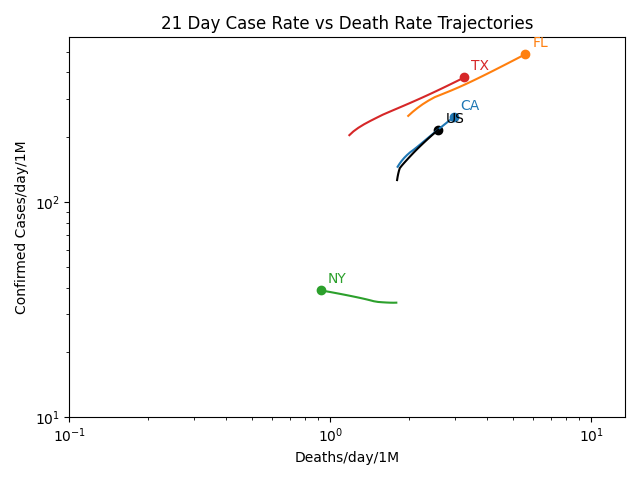 21 Day Case Rate vs Death Rate Trajectories
FL
TX
CA
US
NY
Confirmed Cases/day/1M
10²
10¹
10⁻¹
10⁰
10¹
Deaths/day/1M